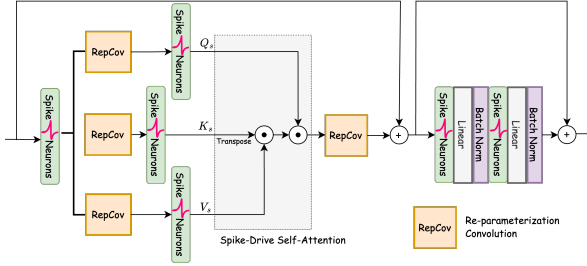 RepCov
Spike
Neurons
Q_s
Spike
Neurons
RepCov
Spike
Neurons
K_s
Transpose
RepCov
RepCov
Spike
Neurons
V_s
Spike-Drive Self-Attention
Spike
Neurons
Linear
Batch Norm
Spike
Neurons
Linear
Batch Norm
RepCov
Re-parameterization
Convolution